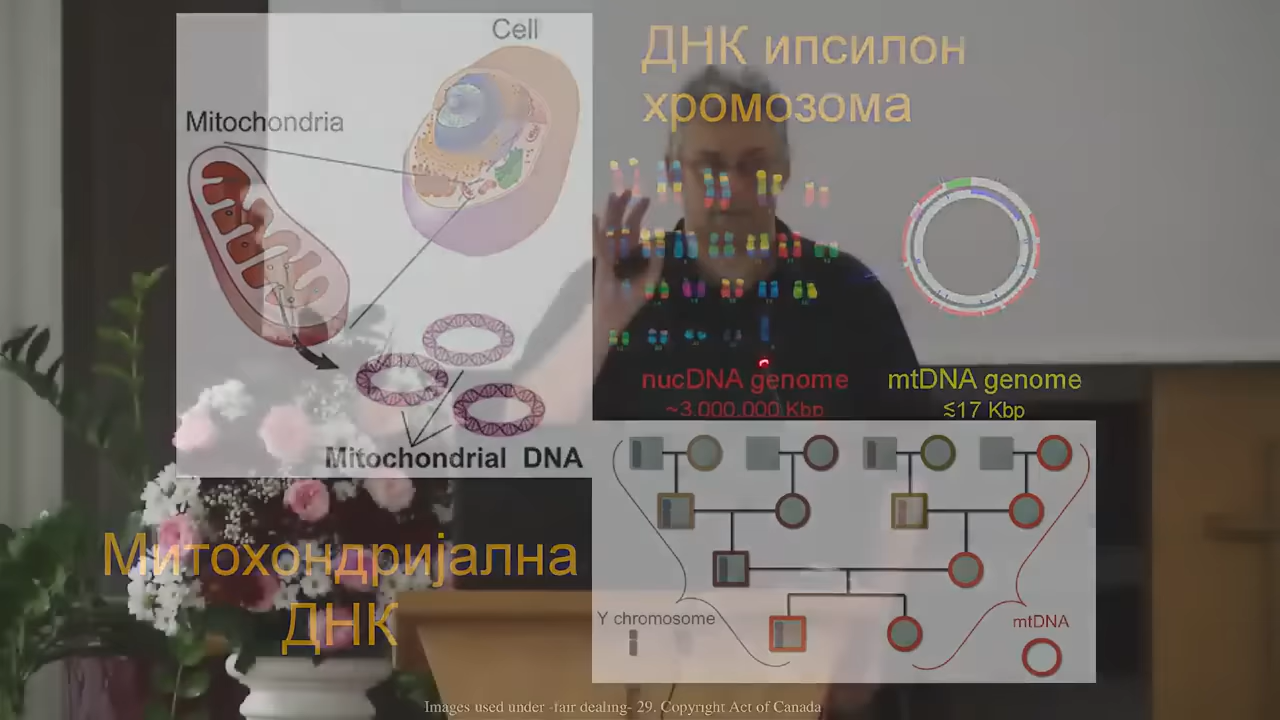 Cell
Mitochondria
Mitochondrial DNA
Митохондријална
ДНК
ДНК ипсилон
хромозома
nucDNA genome
~3,000,000 Kbp
mtDNA genome
≤17 Kbp
Y chromosome
mtDNA
Images used under -fair dealing- 29. Copyright Act of Canada